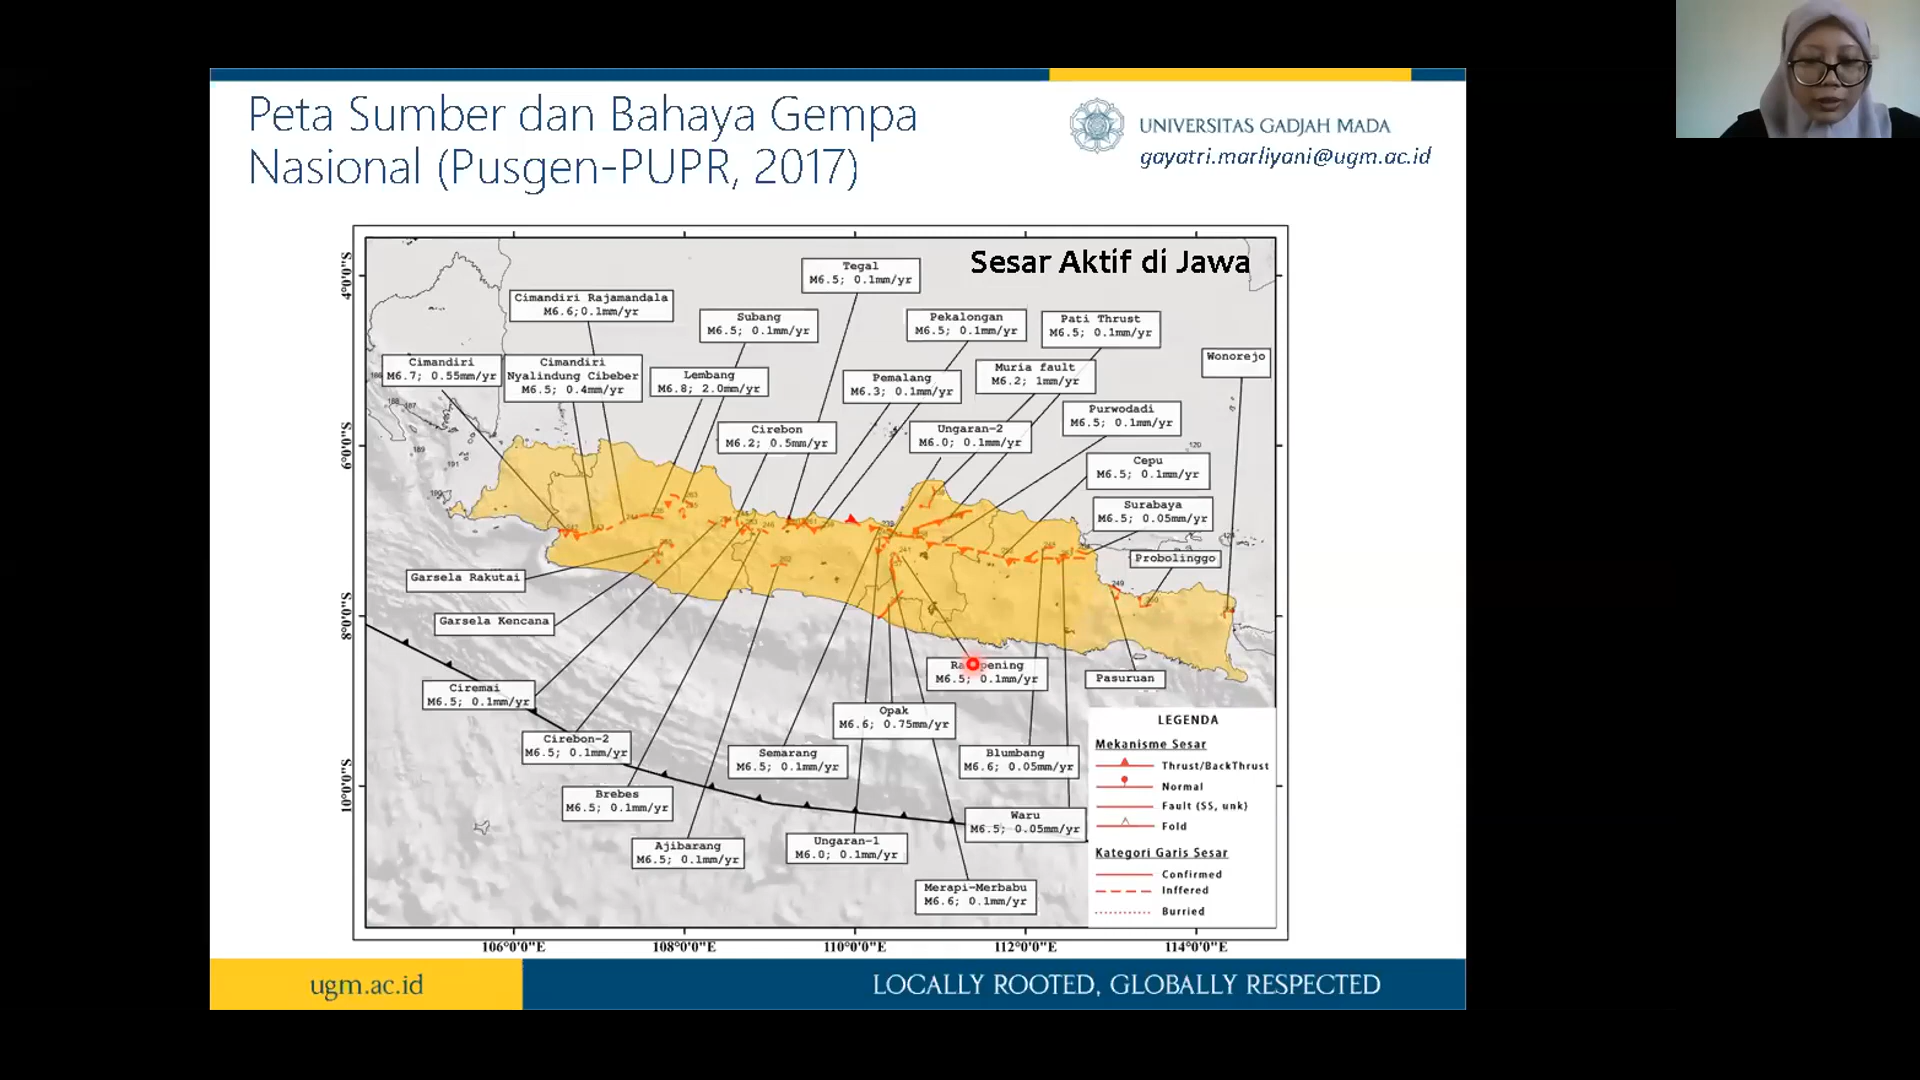 Peta Sumber dan Bahaya Gempa
Nasional (Pusgen-PUPR, 2017)
UNIVERSITAS GADJAH MADA
gayatri.marliyani@ugm.ac.id
Sesar Aktif di Jawa
Tegal
M6.5; 0.1mm/yr
Cimandiri Rajamandala
M6.6;0.1mm/yr
Subang
M6.5; 0.1mm/yr
Pekalongan
M6.5; 0.1mm/yr
Pati Thrust
M6.5; 0.1mm/yr
Wonorejo
Cimandiri
M6.7; 0.55mm/yr
Cimandiri
Nyalindung Cibeber
M6.5; 0.4mm/yr
Lembang
M6.8; 2.0mm/yr
Pemalang
M6.3; 0.1mm/yr
Muria fault
M6.2; 1mm/yr
Purwodadi
M6.5; 0.1mm/yr
Cirebon
M6.2; 0.5mm/yr
Ungaran-2
M6.0; 0.1mm/yr
Cepu
M6.5; 0.1mm/yr
Surabaya
M6.5; 0.05mm/yr
Probolinggo
Garsela Rakutai
Garsela Kencana
M6.5; 0.1mm/yr
Pasuruan
Ciremai
M6.5; 0.1mm/yr
Opak
M6.6; 0.75mm/yr
Cirebon-2
M6.5; 0.1mm/yr
Semarang
M6.5; 0.1mm/yr
Blumbang
M6.6; 0.05mm/yr
Brebes
M6.5; 0.1mm/yr
Waru
M6.5; 0.05mm/yr
Ajibarang
M6.5; 0.1mm/yr
Ungaran-1
M6.0; 0.1mm/yr
Merapi-Merbabu
M6.6; 0.1mm/yr
LEGENDA
Mekanisme Sesar
Thrust/BackThrust
Normal
Fault (SS, unk)
Fold
Kategori Garis Sesar
Confirmed
Inffered
Burried
4°0'0"S
6°0'0"S
8°0'0"S
10°0'0"S
106°0'0"E
108°0'0"E
110°0'0"E
112°0'0"E
114°0'0"E
ugm.ac.id
LOCALLY ROOTED, GLOBALLY RESPECTED